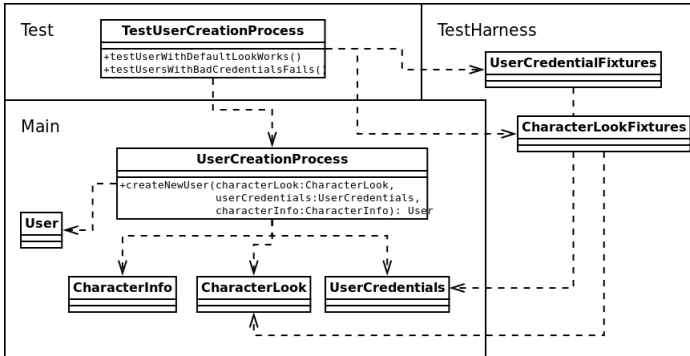 Test
TestHarness
TestUserCreationProcess
+testUserWithDefaultLookWorks()
+testUsersWithBadCredentialsFails()
UserCredentialFixtures
CharacterLookFixtures
Main
UserCreationProcess
+createNewUser(characterLook:CharacterLook,
userCredentials:UserCredentials,
characterInfo:CharacterInfo): User
User
CharacterInfo
CharacterLook
UserCredentials